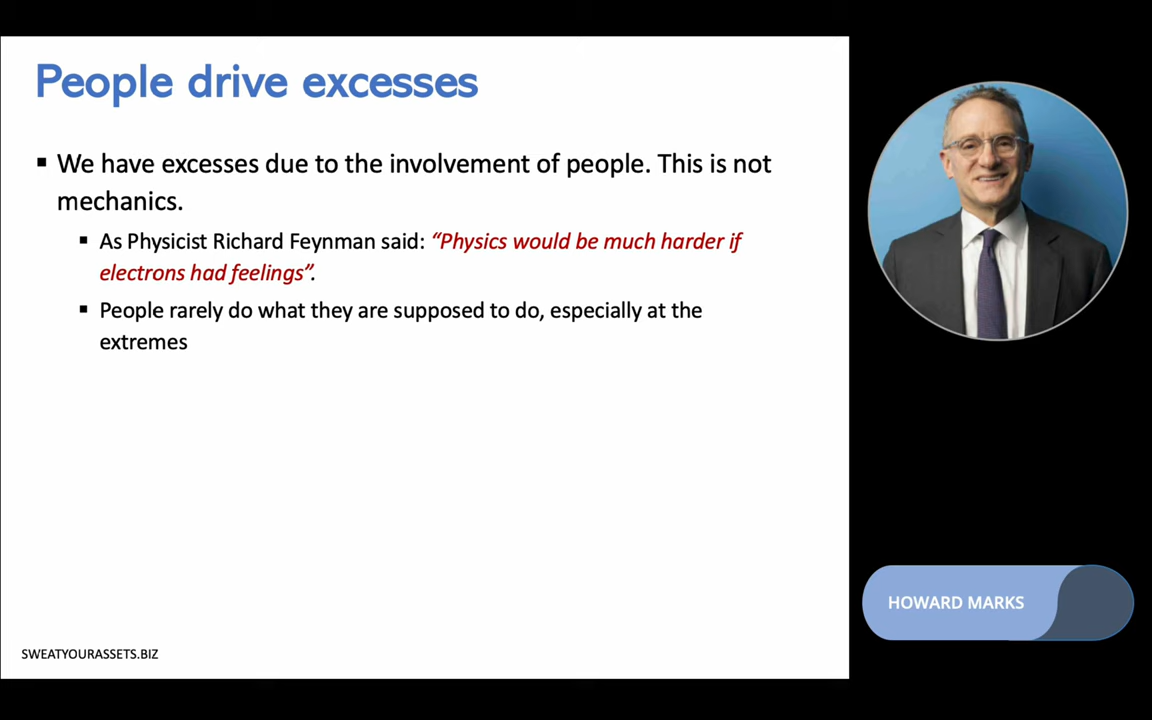 People drive excesses
▪ We have excesses due to the involvement of people. This is not
mechanics.
▪ As Physicist Richard Feynman said: “Physics would be much harder if
electrons had feelings”.
▪ People rarely do what they are supposed to do, especially at the
extremes
HOWARD MARKS
SWEATYOURASSETS.BIZ